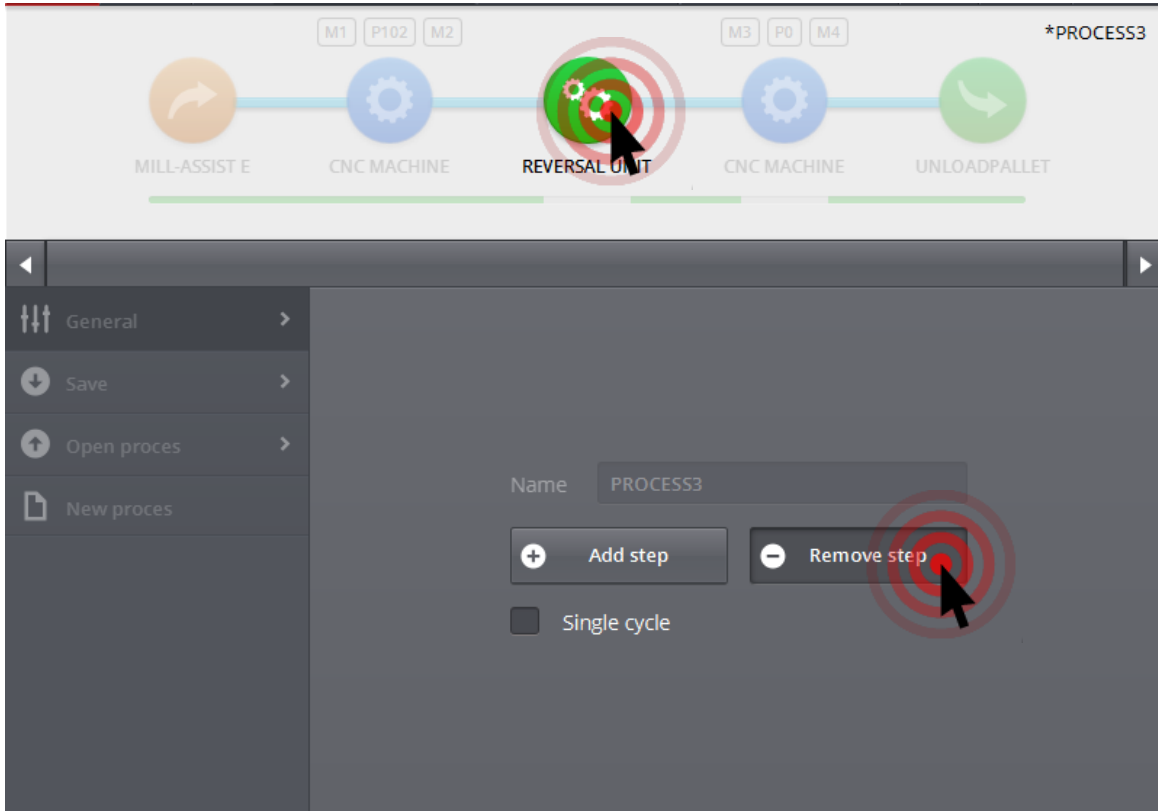 M1 P102 M2 M3 P0 M4 *PROCESS3
MILL-ASSIST E CNC MACHINE REVERSAL UNIT CNC MACHINE UNLOADPALLET
General
Save
Open proces
New proces
Name PROCESS3
Add step Remove step
Single cycle